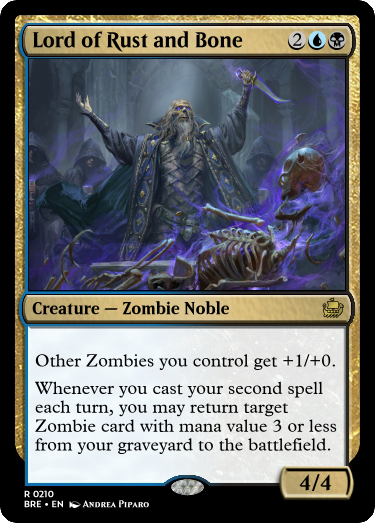 Lord of Rust and Bone 2
Creature — Zombie Noble
Other Zombies you control get +1/+0.
Whenever you cast your second spell
each turn, you may return target
Zombie card with mana value 3 or less
from your graveyard to the battlefield.
4/4
R 0210
BRE • EN Andrea Piparo